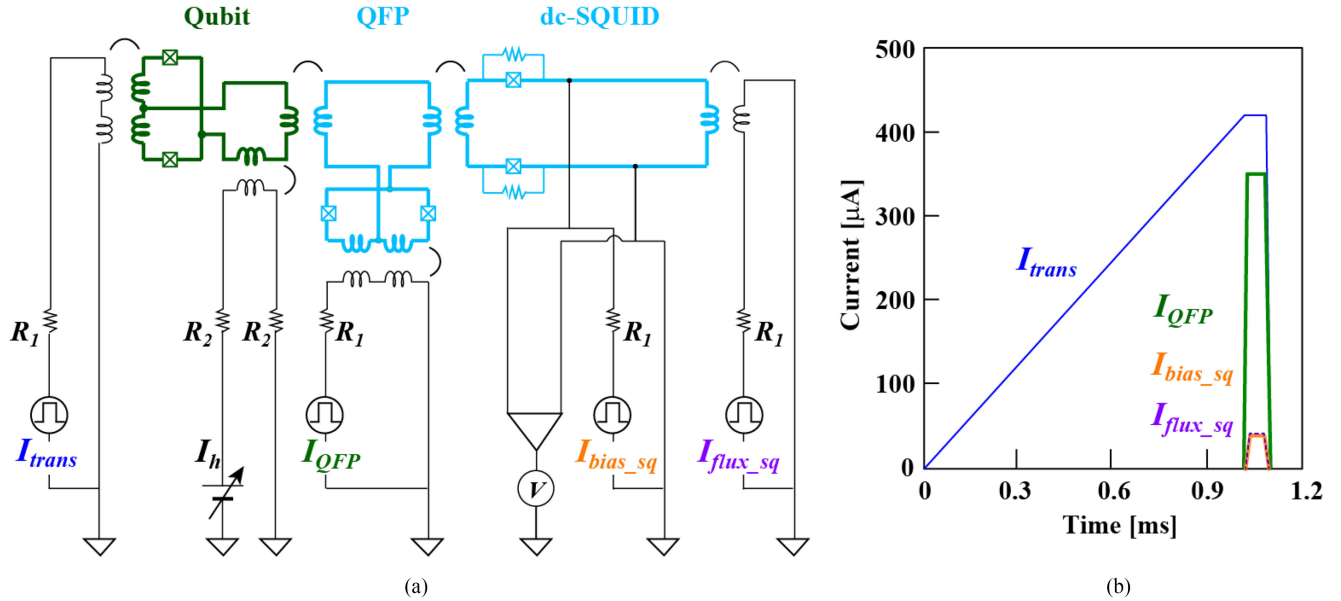 Qubit QFP dc-SQUID
R1 R2 R2 R1 R1 R1
Itrans Ih IQFP Ibias_sq Iflux_sq
V
(a)
500
400
300
200
100
0
Current [μA]
Itrans
IQFP
Ibias_sq
Iflux_sq
0 0.3 0.6 0.9 1.2
Time [ms]
(b)